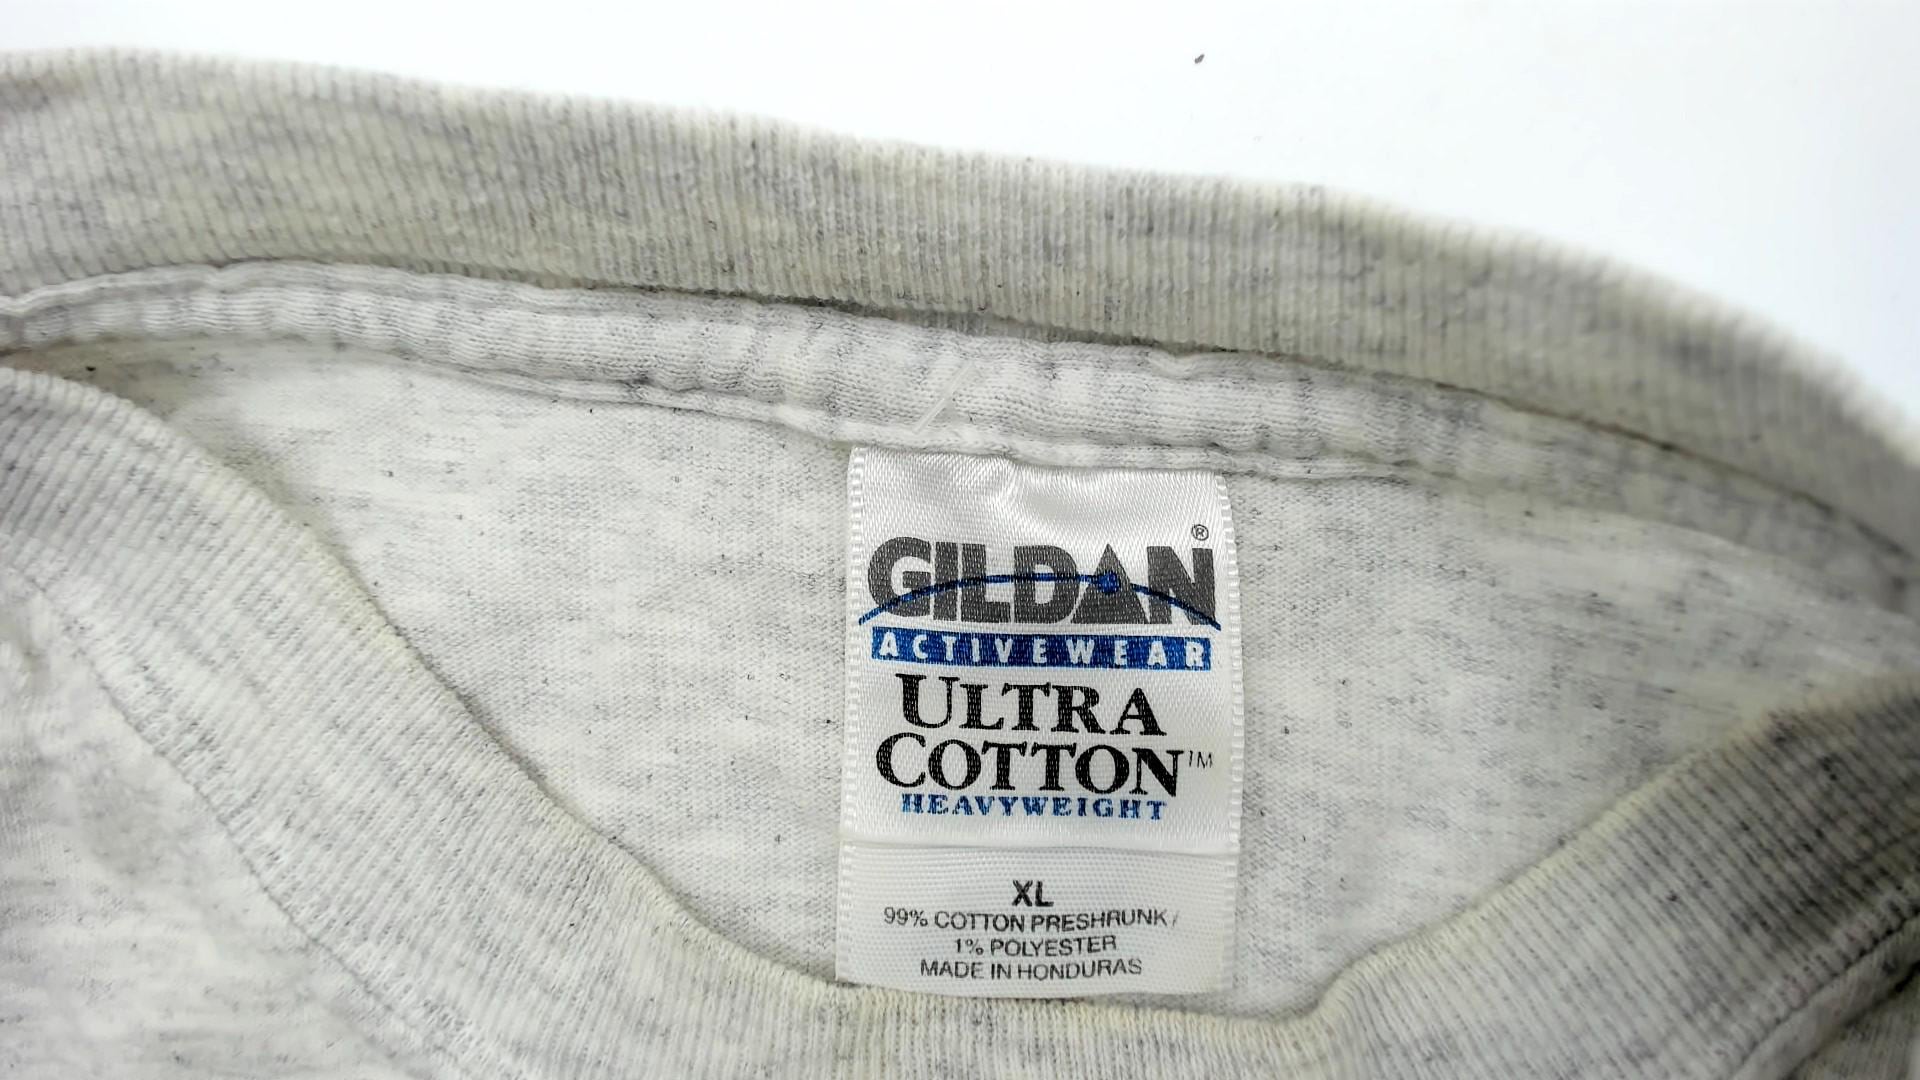 GILDAN®
ACTIVEWEAR
ULTRA
COTTON™
HEAVYWEIGHT
XL
99% COTTON PRESHRUNK/
1% POLYESTER
MADE IN HONDURAS